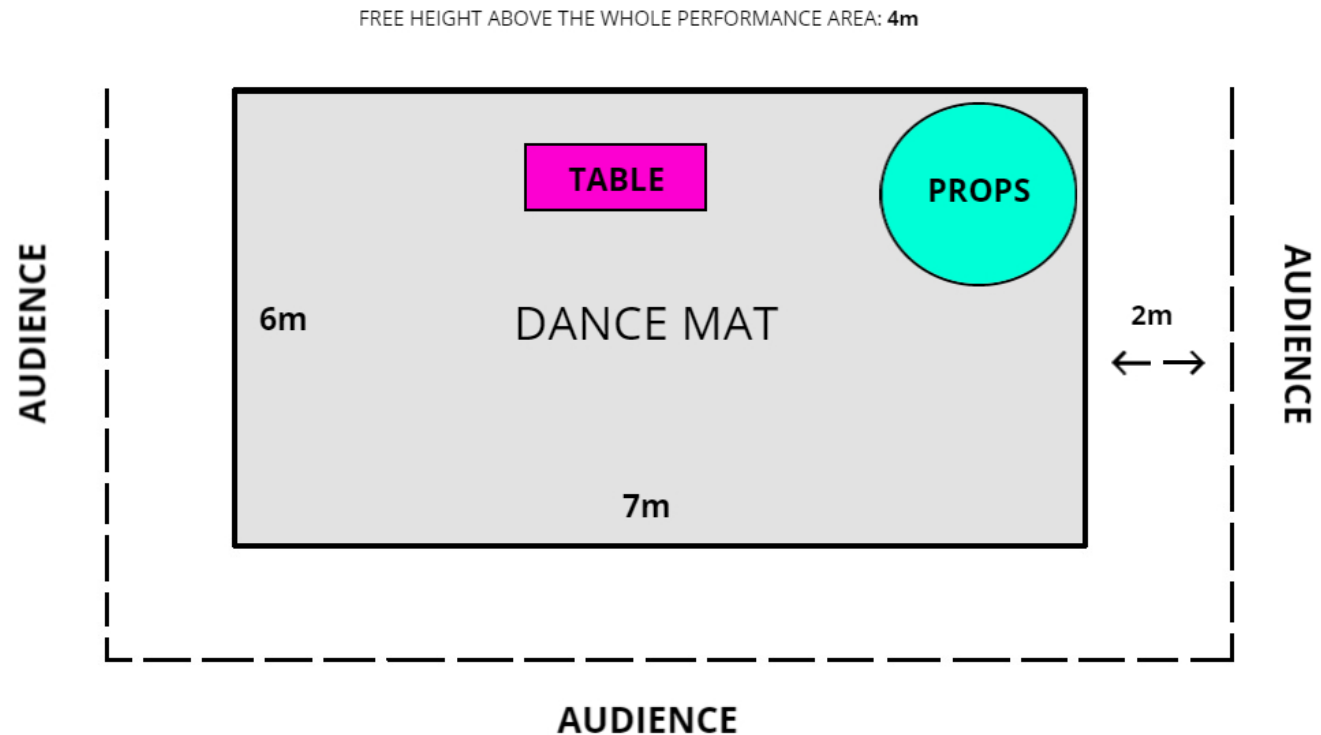 FREE HEIGHT ABOVE THE WHOLE PERFORMANCE AREA: 4m
TABLE
PROPS
AUDIENCE
6m
DANCE MAT
2m
AUDIENCE
7m
AUDIENCE